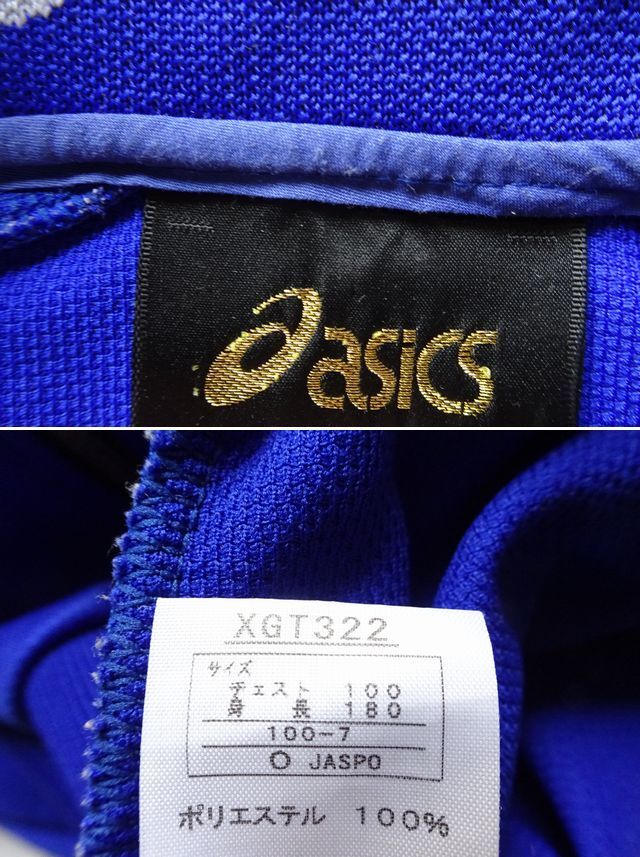 asics
XGT322
サイズ
チェスト 100
身 長 180
100-7
O JASPO
ポリエステル 100%